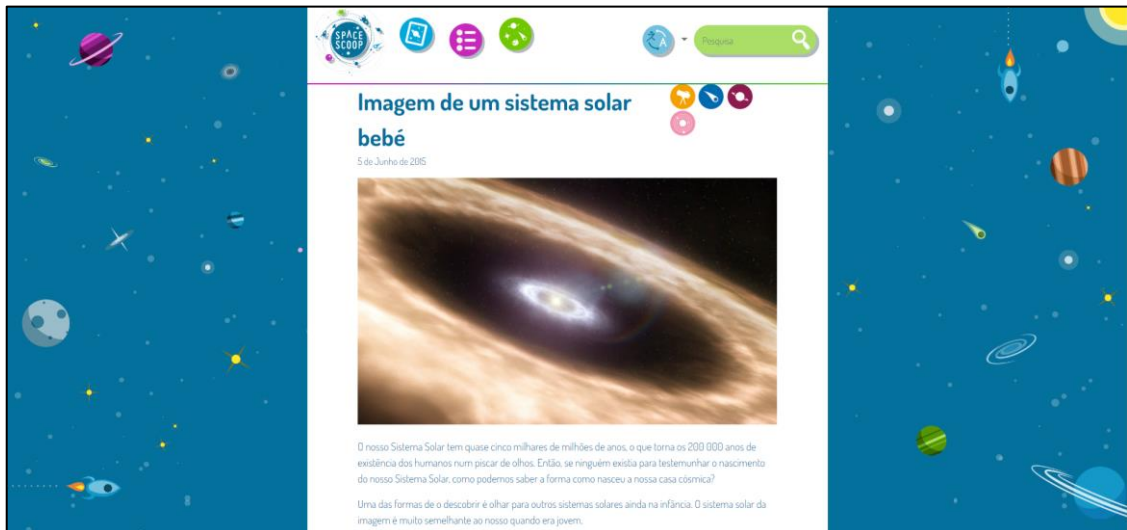 SPACE
SCOOP
Pesquisa
Imagem de um sistema solar
bebé
5 de Junho de 2015
O nosso Sistema Solar tem quase cinco milhares de milhões de anos, o que torna os 200 000 anos de
existência dos humanos num piscar de olhos. Então, se ninguém existia para testemunhar o nascimento
do nosso Sistema Solar, como podemos saber a forma como nasceu a nossa casa cósmica?
Uma das formas de o descobrir é olhar para outros sistemas solares ainda na infância. O sistema solar da
imagem é muito semelhante ao nosso quando era jovem.